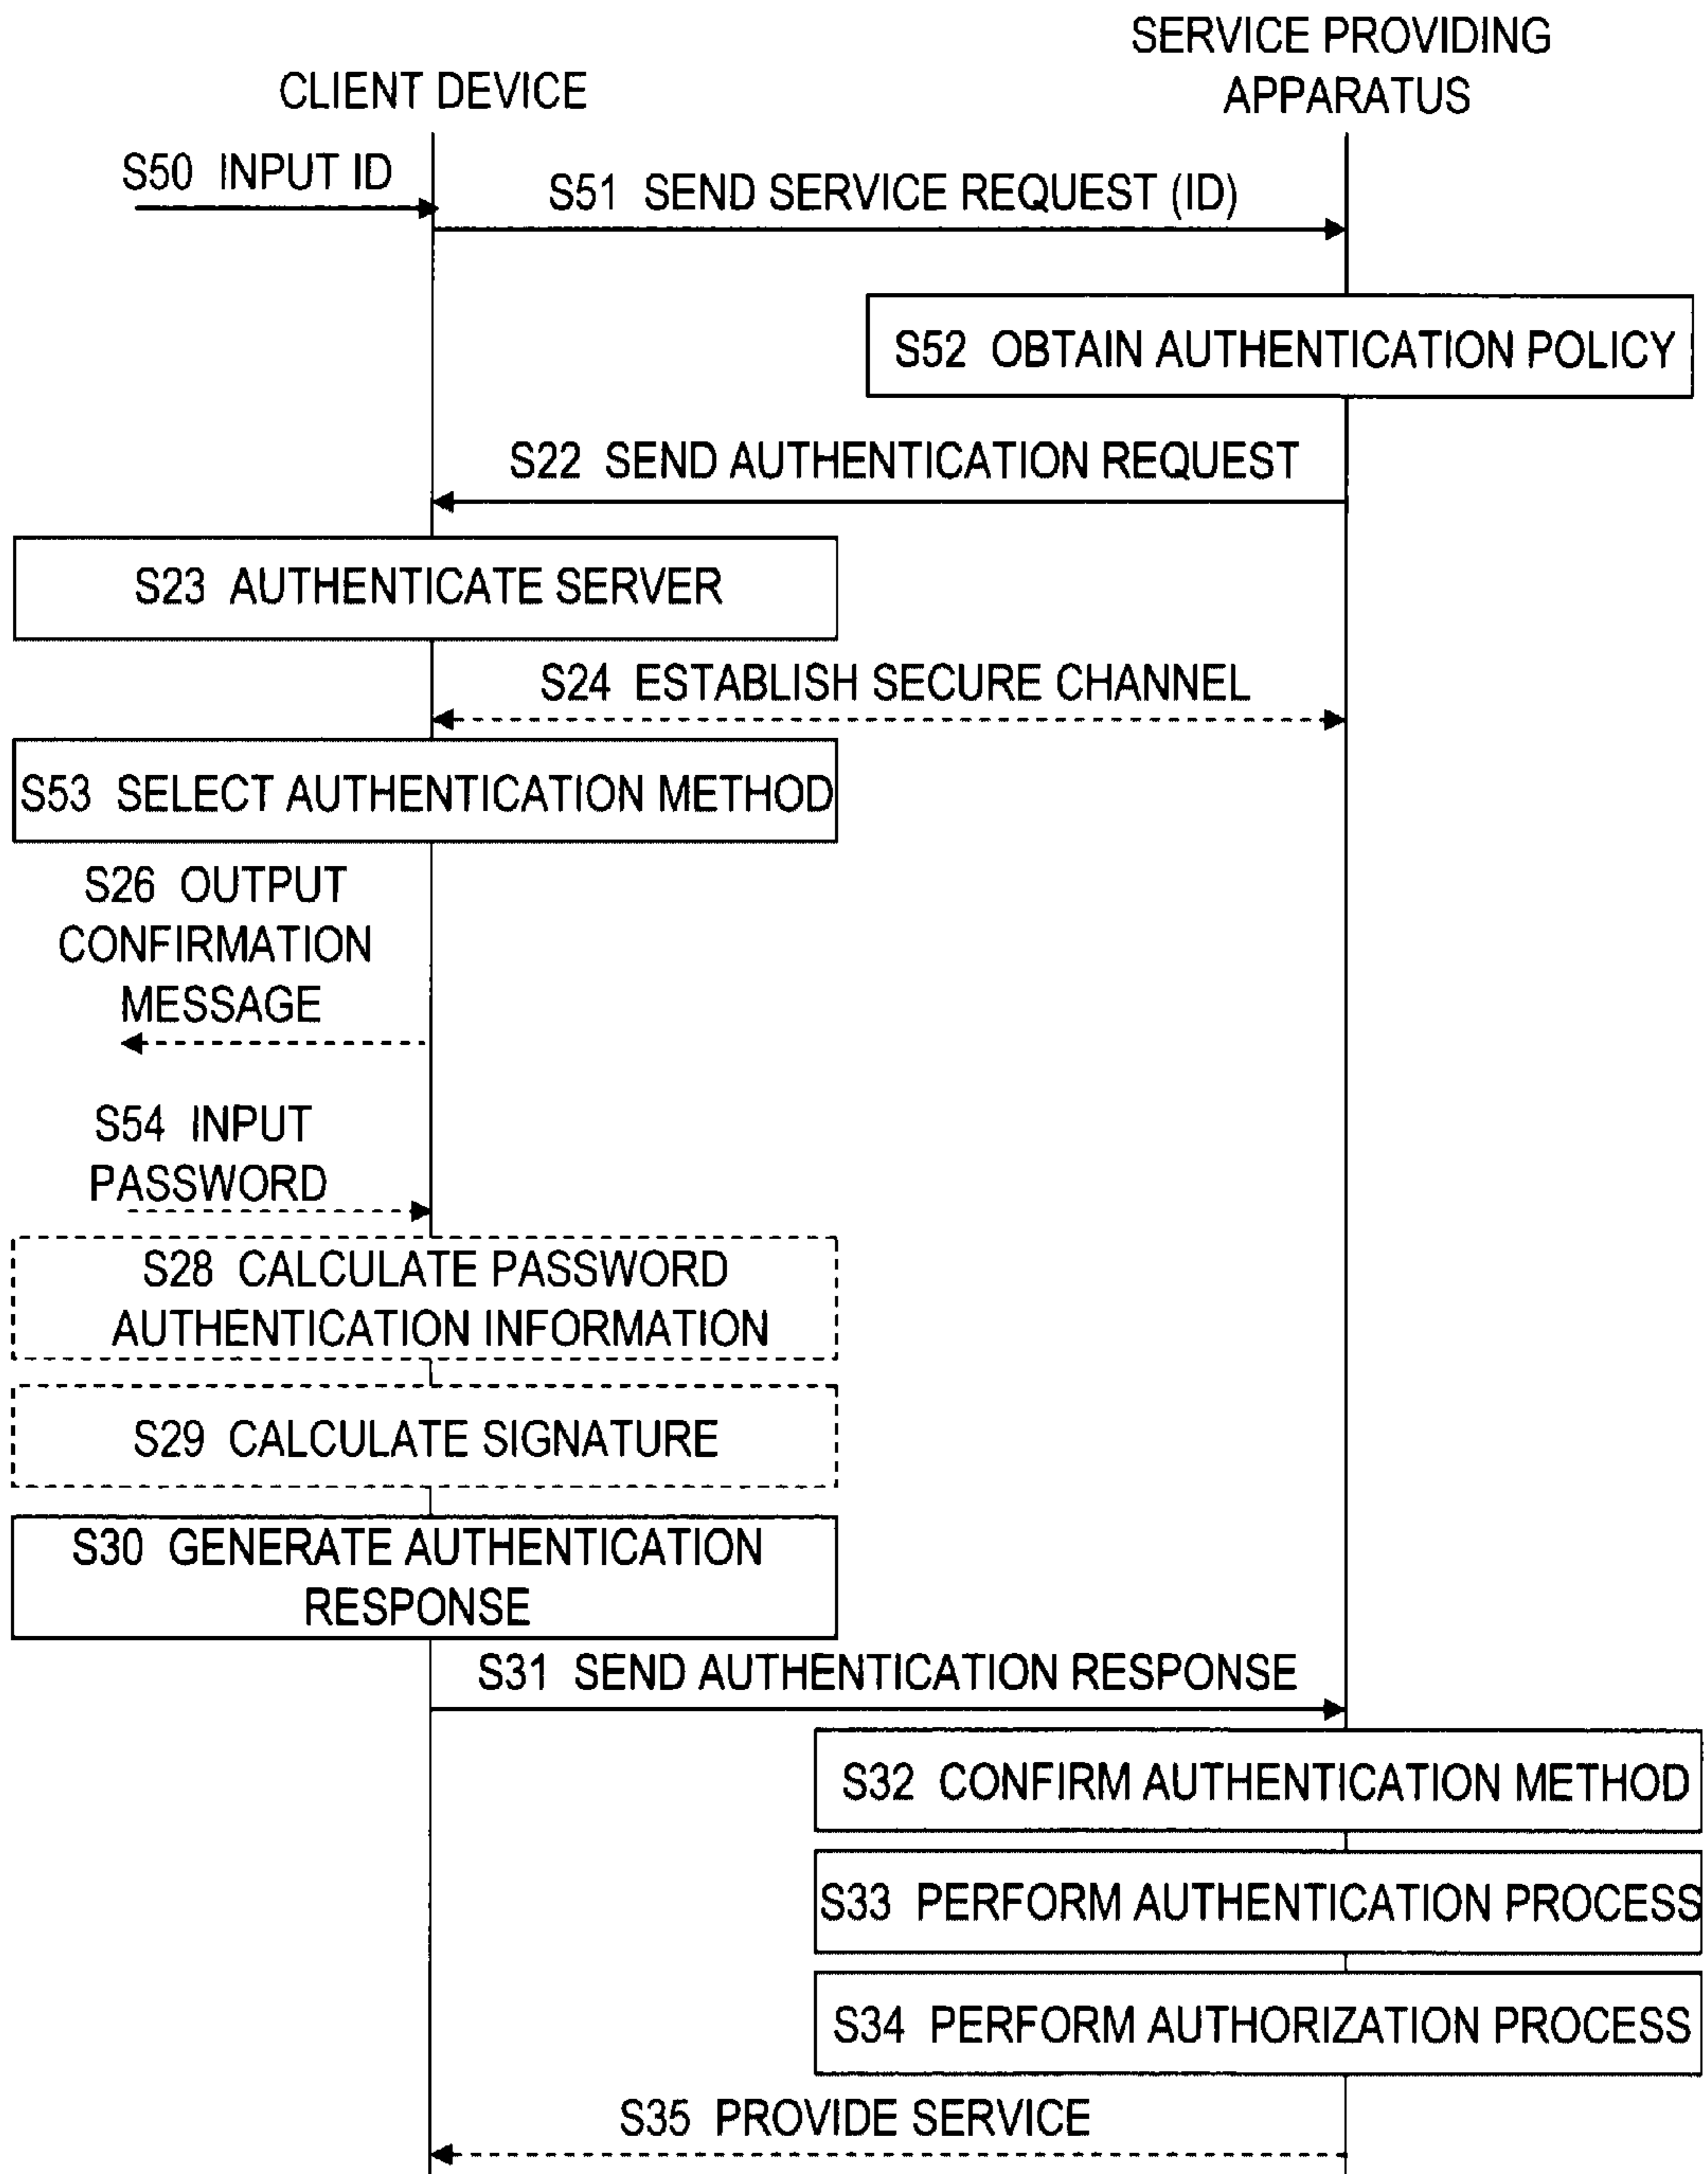 SERVICE PROVIDING
APPARATUS
CLIENT DEVICE
S50 INPUT ID
S51 SEND SERVICE REQUEST (ID)
S52 OBTAIN AUTHENTICATION POLICY
S22 SEND AUTHENTICATION REQUEST
S23 AUTHENTICATE SERVER
S24 ESTABLISH SECURE CHANNEL
S53 SELECT AUTHENTICATION METHOD
S26 OUTPUT
CONFIRMATION
MESSAGE
S54 INPUT
PASSWORD
S28 CALCULATE PASSWORD
AUTHENTICATION INFORMATION
S29 CALCULATE SIGNATURE
S30 GENERATE AUTHENTICATION
RESPONSE
S31 SEND AUTHENTICATION RESPONSE
S32 CONFIRM AUTHENTICATION METHOD
S33 PERFORM AUTHENTICATION PROCESS
S34 PERFORM AUTHORIZATION PROCESS
S35 PROVIDE SERVICE